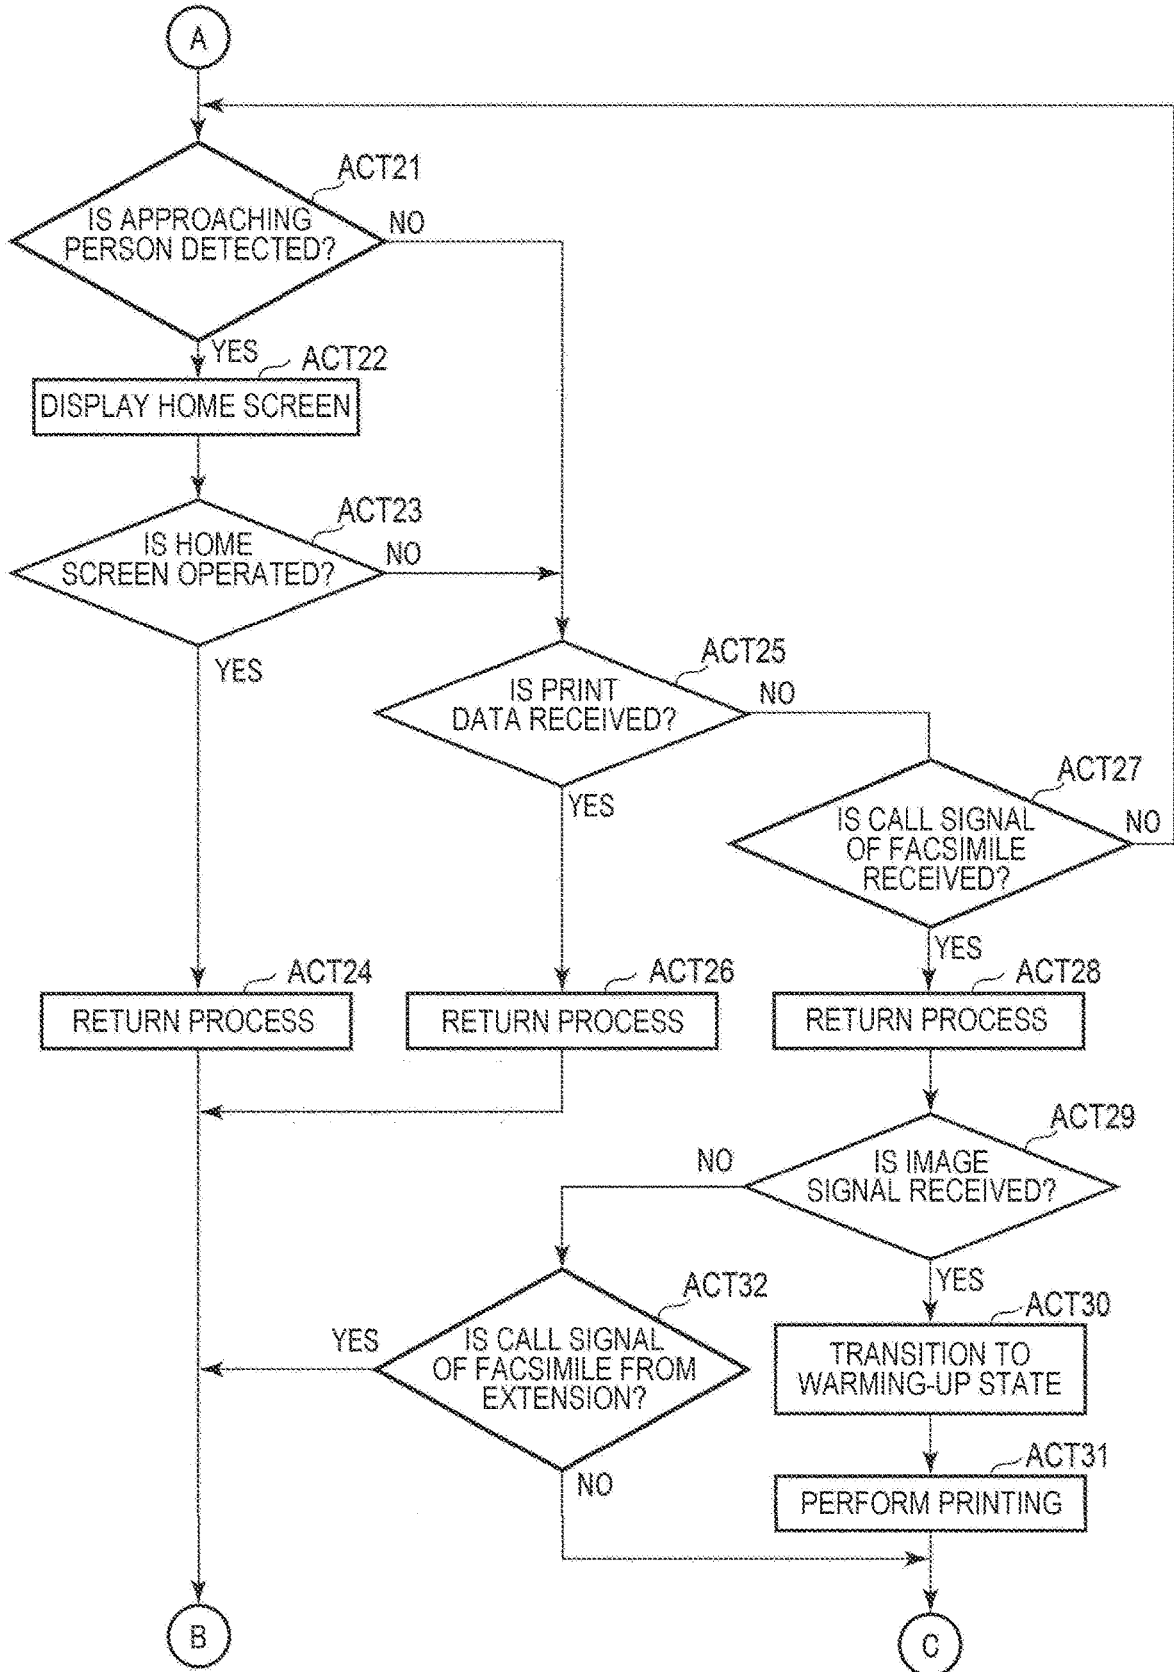 A
ACT21
IS APPROACHING
PERSON DETECTED?
NO
YES
ACT22
DISPLAY HOME SCREEN
ACT23
IS HOME
SCREEN OPERATED?
NO
YES
ACT25
IS PRINT
DATA RECEIVED?
NO
YES
ACT27
IS CALL SIGNAL
OF FACSIMILE
RECEIVED?
NO
YES
ACT24
RETURN PROCESS
ACT26
RETURN PROCESS
ACT28
RETURN PROCESS
ACT29
IS IMAGE
SIGNAL RECEIVED?
NO
YES
ACT32
IS CALL SIGNAL
OF FACSIMILE FROM
EXTENSION?
YES
NO
ACT30
TRANSITION TO
WARMING-UP STATE
ACT31
PERFORM PRINTING
B
C